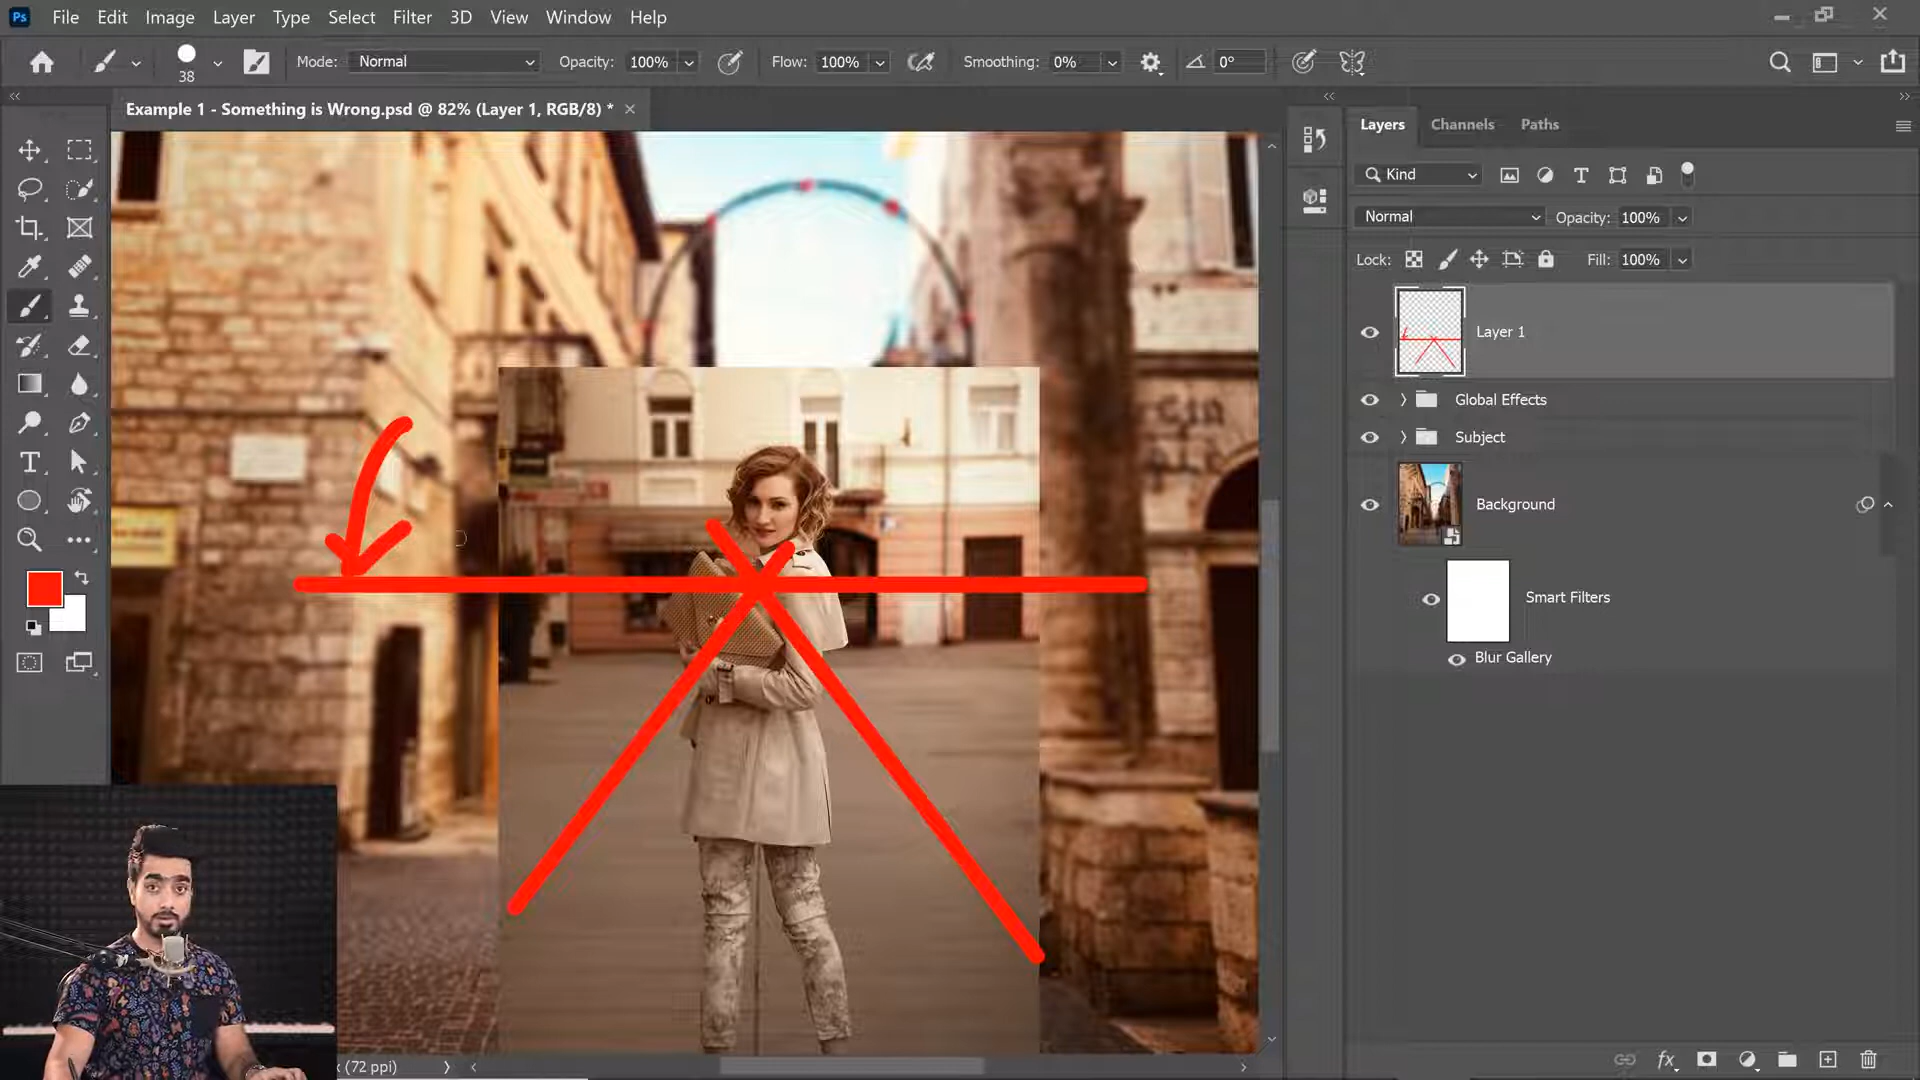 Ps File Edit Image Layer Type Select Filter 3D View Window Help
38 Mode: Normal Opacity: 100% Flow: 100% Smoothing: 0% 0°
Example 1 - Something is Wrong.psd @ 82% (Layer 1, RGB/8) *
Layers Channels Paths
Kind
Normal Opacity: 100%
Lock: Fill: 100%
Layer 1
Global Effects
Subject
Background
Smart Filters
Blur Gallery
(72 ppi)
fx